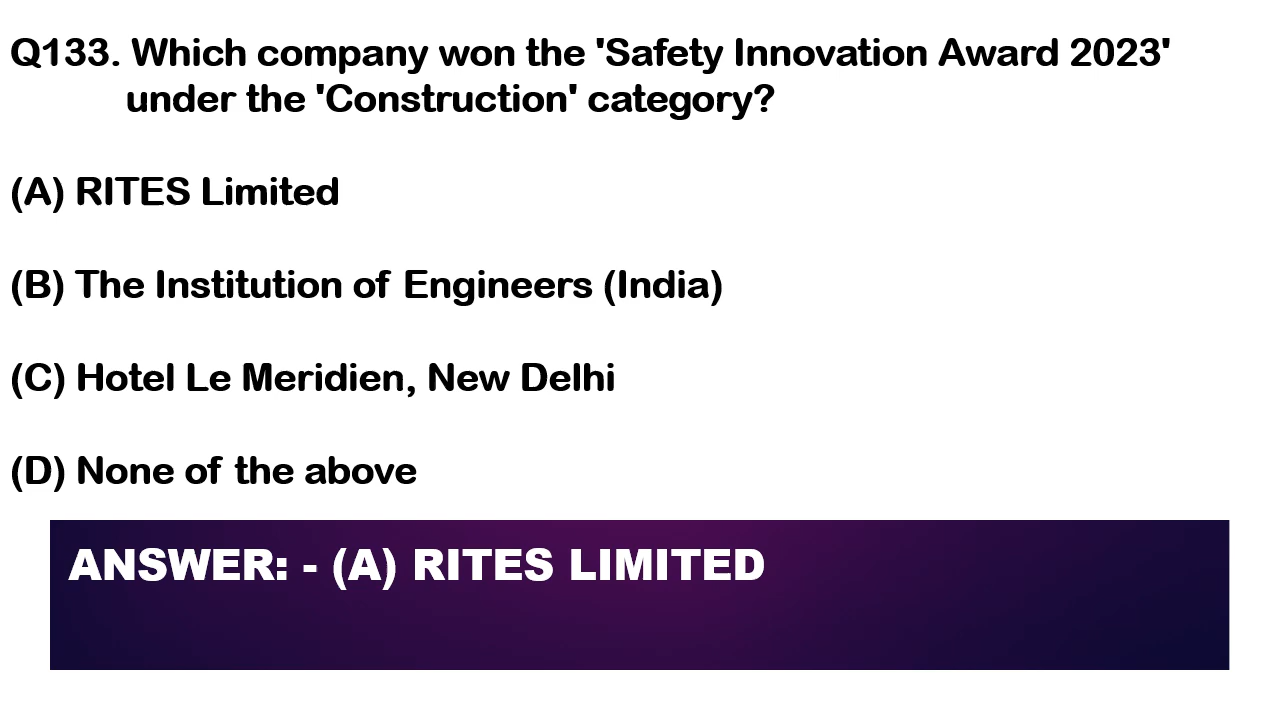 Q133. Which company won the 'Safety Innovation Award 2023'
under the 'Construction' category?
(A) RITES Limited
(B) The Institution of Engineers (India)
(C) Hotel Le Meridien, New Delhi
(D) None of the above
ANSWER: - (A) RITES LIMITED